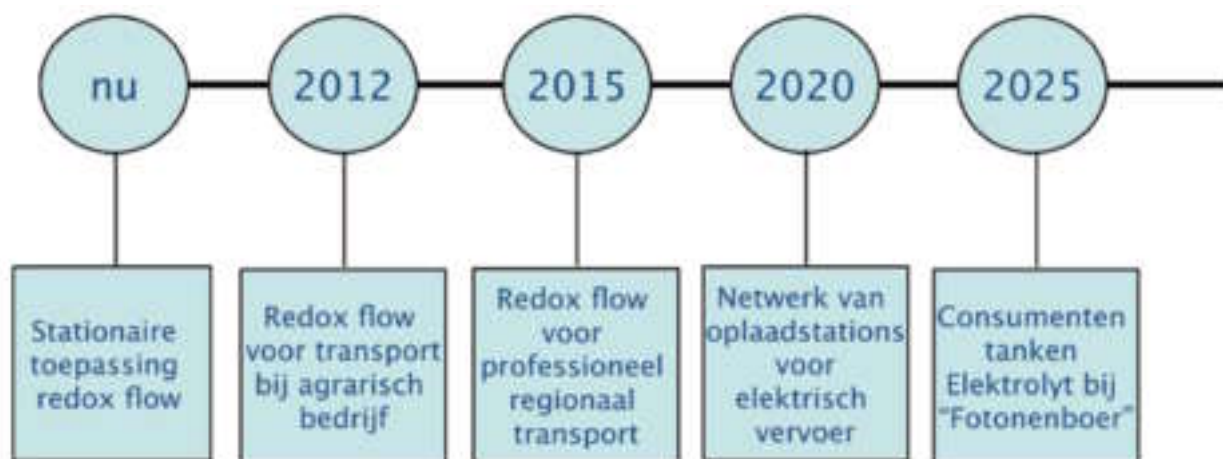 nu
2012
2015
2020
2025
Stationaire
toepassing
redox flow
Redox flow
voor transport
bij agrarisch
bedrijf
Redox flow
voor
professioneel
regionaal
transport
Netwerk van
oplaadstations
voor
elektrisch
vervoer
Consumenten
tanken
Elektrolyt bij
"Fotonenboer"